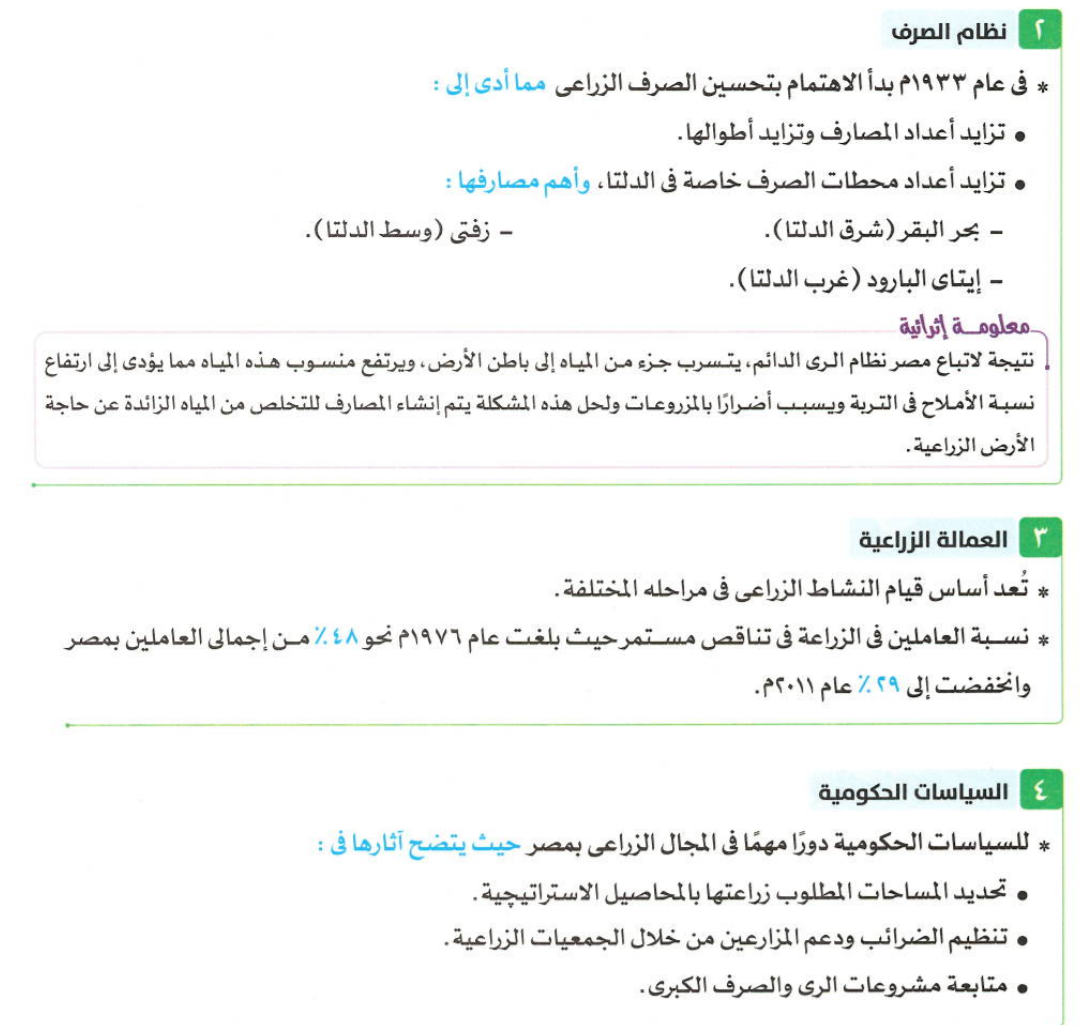 ٢ نظام الصرف
* فى عام ١٩٣٣م بدأ الاهتمام بتحسين الصرف الزراعى مما أدى إلى :
• تزايد أعداد المصارف وتزايد أطوالها.
• تزايد أعداد محطات الصرف خاصة فى الدلتا، وأهم مصارفها :
– بحر البقر (شرق الدلتا). – زفتى (وسط الدلتا).
– إيتاى البارود (غرب الدلتا).
معلومـة إثرائية
نتيجة لاتباع مصر نظام الرى الدائم، يتسرب جزء من المياه إلى باطن الأرض، ويرتفع منسوب هذه المياه مما يؤدى إلى ارتفاع
نسبة الأملاح فى التربة ويسبب أضرارًا بالمزروعات ولحل هذه المشكلة يتم إنشاء المصارف للتخلص من المياه الزائدة عن حاجة
الأرض الزراعية.
٣ العمالة الزراعية
* تُعد أساس قيام النشاط الزراعى فى مراحله المختلفة.
* نسبة العاملين فى الزراعة فى تناقص مستمر حيث بلغت عام ١٩٧٦م نحو ٤٨٪ من إجمالى العاملين بمصر
وانخفضت إلى ٢٩٪ عام ٢٠١١م.
٤ السياسات الحكومية
* للسياسات الحكومية دورًا مهمًا فى المجال الزراعى بمصر حيث يتضح آثارها فى :
• تحديد المساحات المطلوب زراعتها بالمحاصيل الاستراتيچية.
• تنظيم الضرائب ودعم المزارعين من خلال الجمعيات الزراعية.
• متابعة مشروعات الرى والصرف الكبرى.